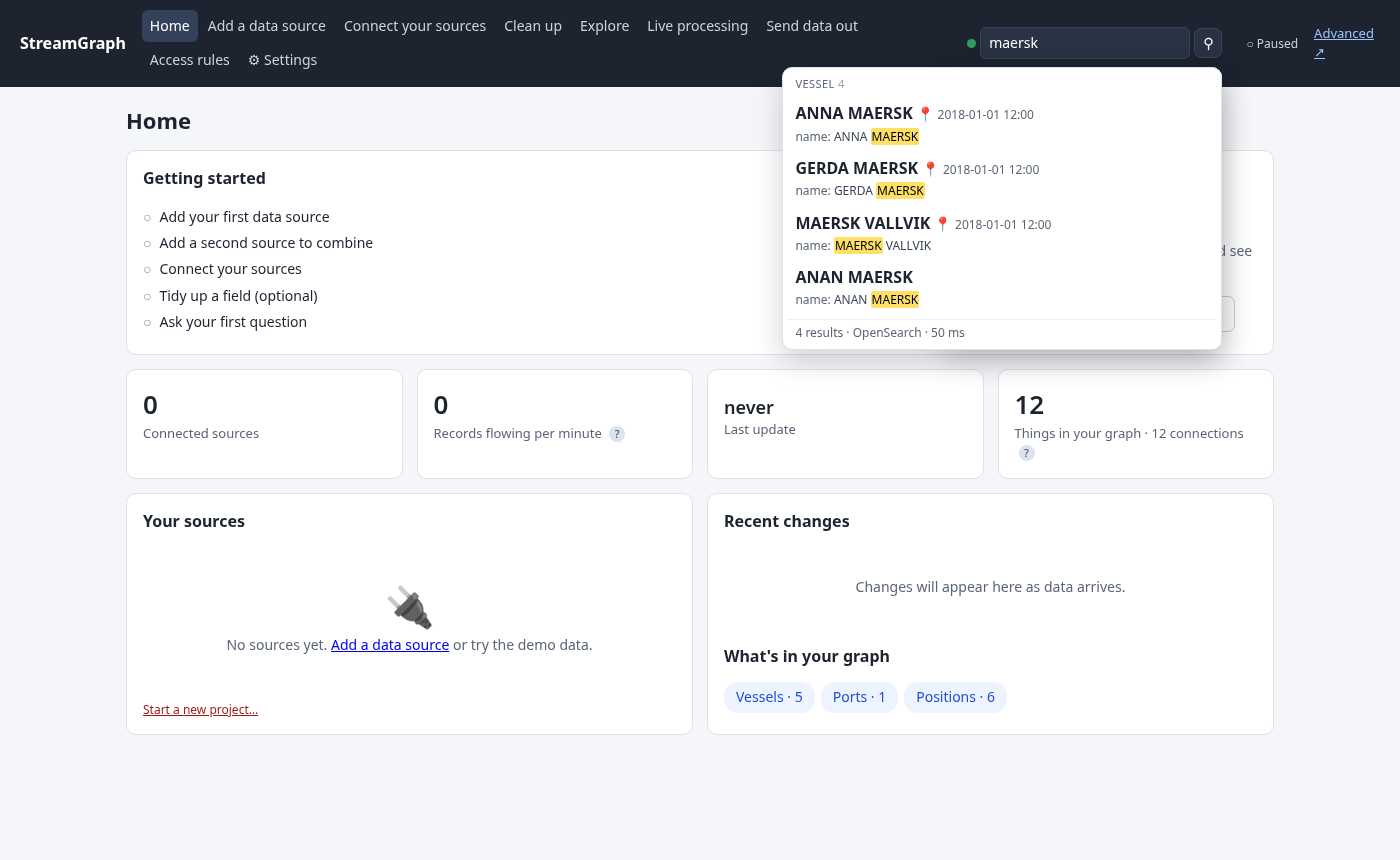 StreamGraph
Home Add a data source Connect your sources Clean up Explore Live processing Send data out
Access rules ⚙ Settings
maersk
○ Paused
Advanced ↗
Home
VESSEL 4
ANNA MAERSK 📍 2018-01-01 12:00
name: ANNA MAERSK
GERDA MAERSK 📍 2018-01-01 12:00
name: GERDA MAERSK
MAERSK VALLVIK 📍 2018-01-01 12:00
name: MAERSK VALLVIK
ANAN MAERSK
name: ANAN MAERSK
4 results · OpenSearch · 50 ms
Getting started
○ Add your first data source
○ Add a second source to combine
○ Connect your sources
○ Tidy up a field (optional)
○ Ask your first question
see
0
Connected sources
0
Records flowing per minute ?
never
Last update
12
Things in your graph · 12 connections
?
Your sources
No sources yet. Add a data source or try the demo data.
Start a new project...
Recent changes
Changes will appear here as data arrives.
What's in your graph
Vessels · 5 Ports · 1 Positions · 6